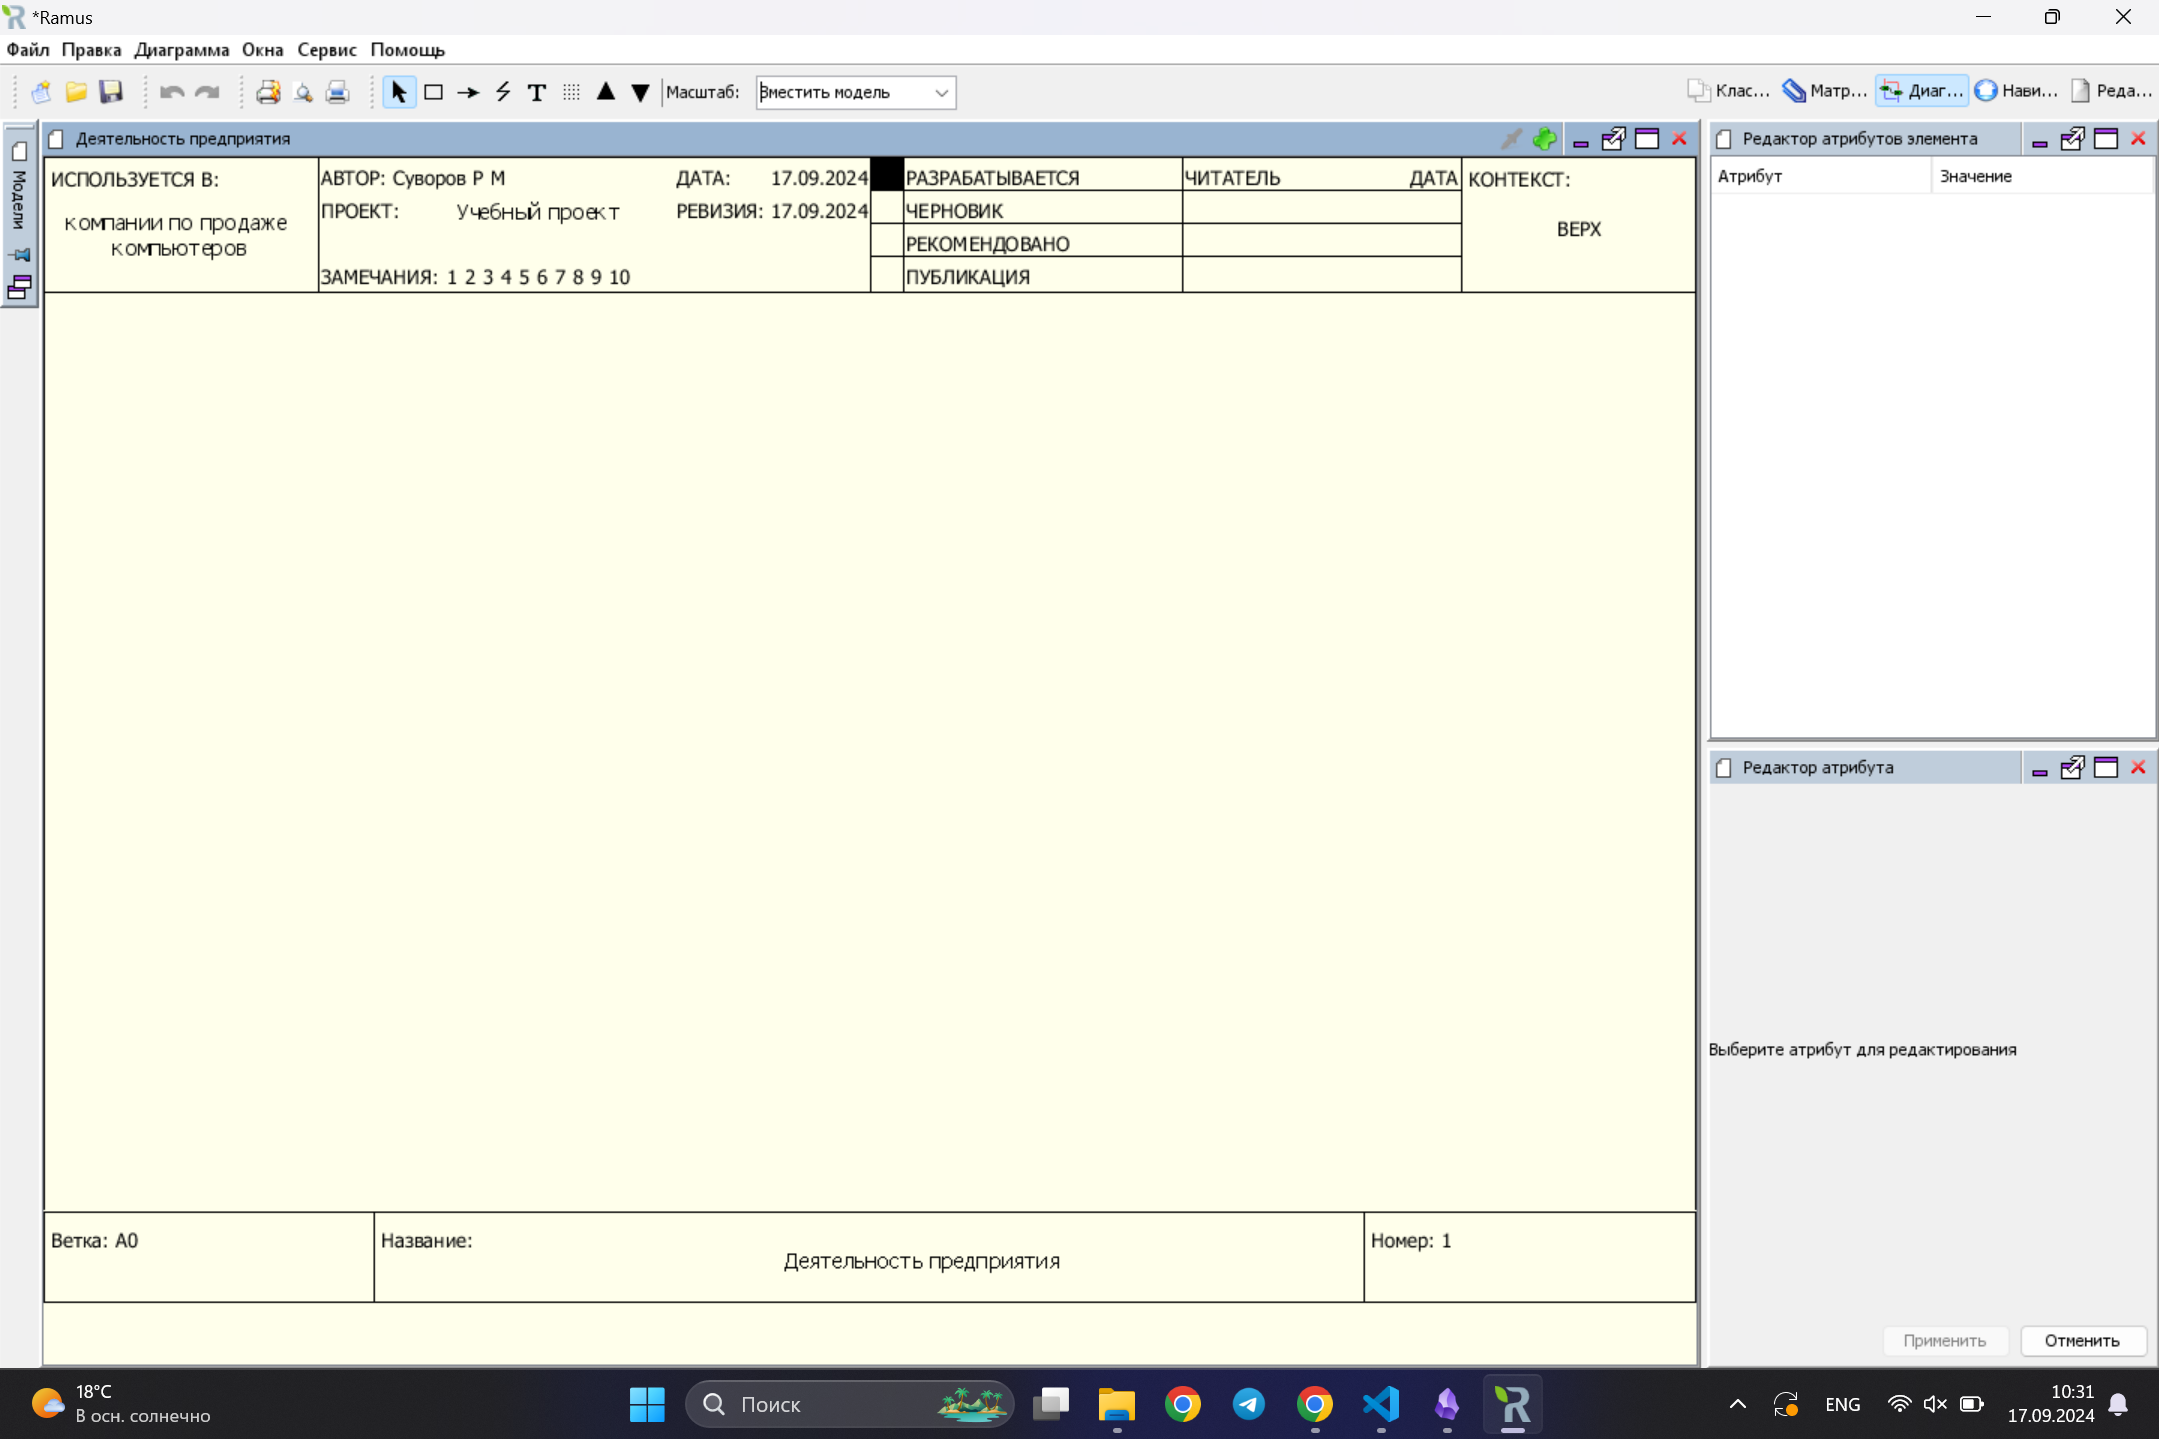 *Ramus
Файл Правка Диаграмма Окна Сервис Помощь
Масштаб: Вместить модель
Клас... Матр... Диаг... Нави... Реда...
Модели
Деятельность предприятия
ИСПОЛЬЗУЕТСЯ В:
компании по продаже
компьютеров
АВТОР: Суворов Р М
ДАТА: 17.09.2024
ПРОЕКТ: Учебный проект
РЕВИЗИЯ: 17.09.2024
ЗАМЕЧАНИЯ: 1 2 3 4 5 6 7 8 9 10
РАЗРАБАТЫВАЕТСЯ
ЧЕРНОВИК
РЕКОМЕНДОВАНО
ПУБЛИКАЦИЯ
ЧИТАТЕЛЬ ДАТА
КОНТЕКСТ:
ВЕРХ
Ветка: A0
Название:
Деятельность предприятия
Номер: 1
Редактор атрибутов элемента
Атрибут Значение
Редактор атрибута
Выберите атрибут для редактирования
Применить Отменить
18°C
В осн. солнечно
Поиск
ENG
10:31
17.09.2024